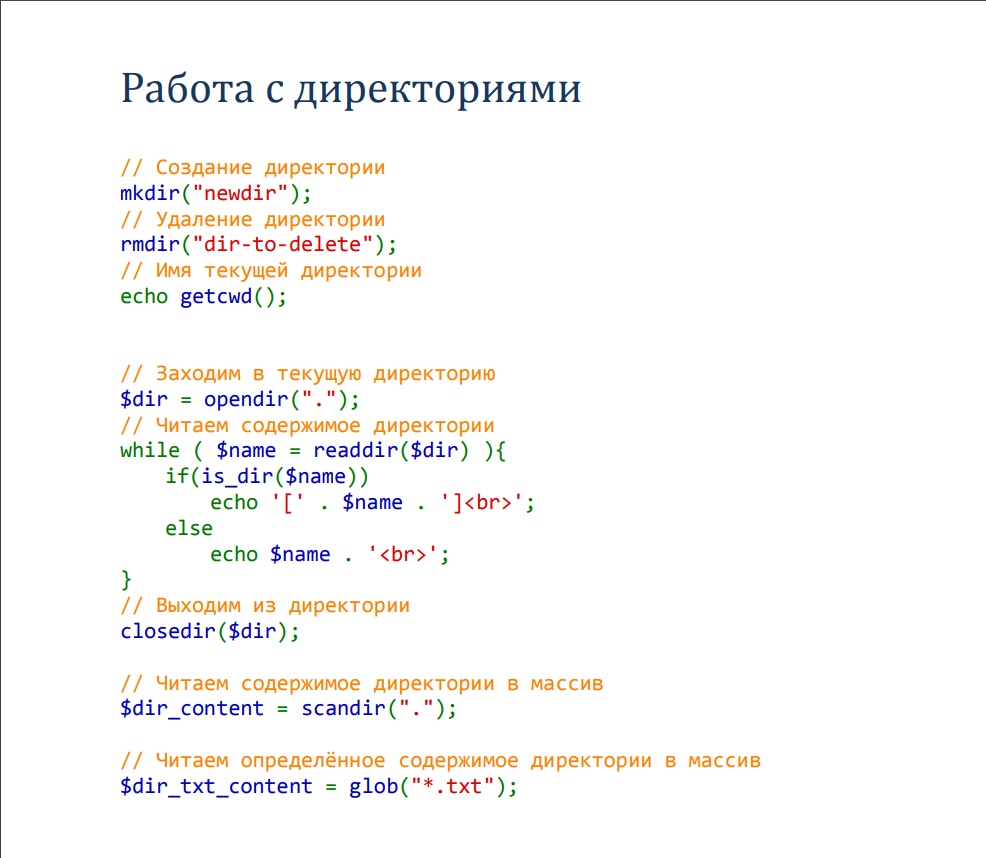 Работа с директориями
// Создание директории
mkdir("newdir");
// Удаление директории
rmdir("dir-to-delete");
// Имя текущей директории
echo getcwd();
// Заходим в текущую директорию
$dir = opendir(".");
// Читаем содержимое директории
while ( $name = readdir($dir) ){
if(is_dir($name))
echo '[' . $name . ']<br>';
else
echo $name . '<br>';
}
// Выходим из директории
closedir($dir);
// Читаем содержимое директории в массив
$dir_content = scandir(".");
// Читаем определённое содержимое директории в массив
$dir_txt_content = glob("*.txt");